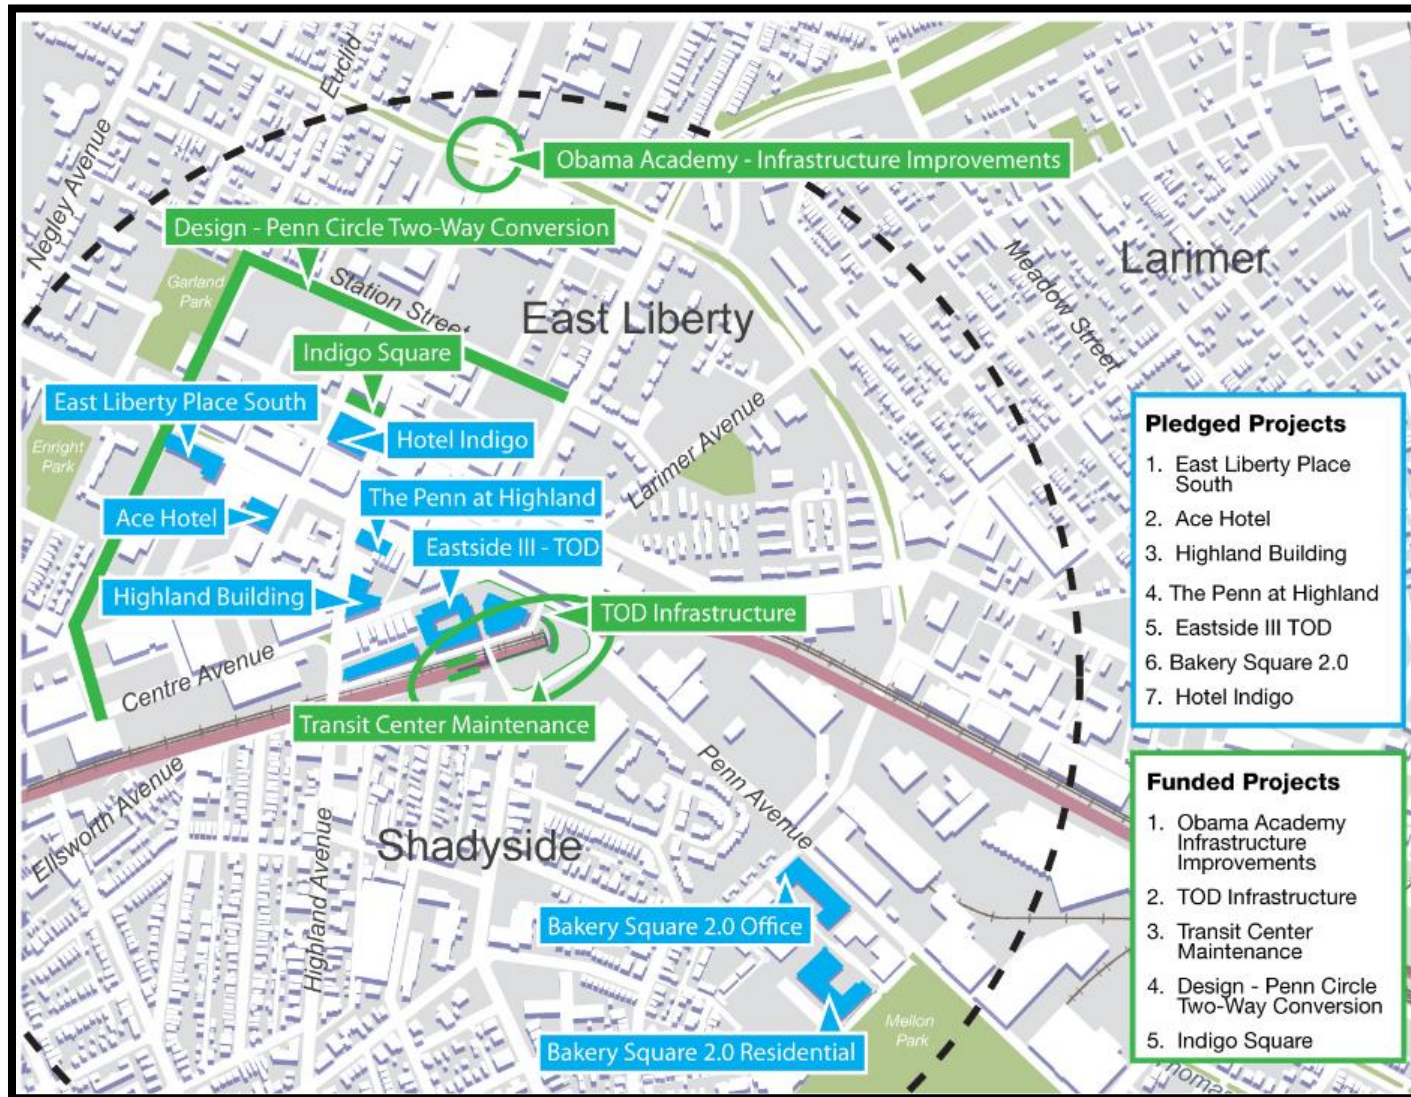 Euclid
Negley Avenue
Obama Academy - Infrastructure Improvements
Design - Penn Circle Two-Way Conversion
Larimer
Meadow Street
Garland
Park
Station Street
East Liberty
Indigo Square
East Liberty Place South
Hotel Indigo
Enright
Park
Larimer Avenue
The Penn at Highland
Ace Hotel
Eastside III - TOD
Highland Building
TOD Infrastructure
Centre Avenue
Transit Center Maintenance
Ellsworth Avenue
Penn Avenue
Shadyside
Highland Avenue
Bakery Square 2.0 Office
Mellon
Park
Bakery Square 2.0 Residential
Pledged Projects
1. East Liberty Place
South
2. Ace Hotel
3. Highland Building
4. The Penn at Highland
5. Eastside III TOD
6. Bakery Square 2.0
7. Hotel Indigo
Funded Projects
1. Obama Academy
Infrastructure
Improvements
2. TOD Infrastructure
3. Transit Center
Maintenance
4. Design - Penn Circle
Two-Way Conversion
5. Indigo Square